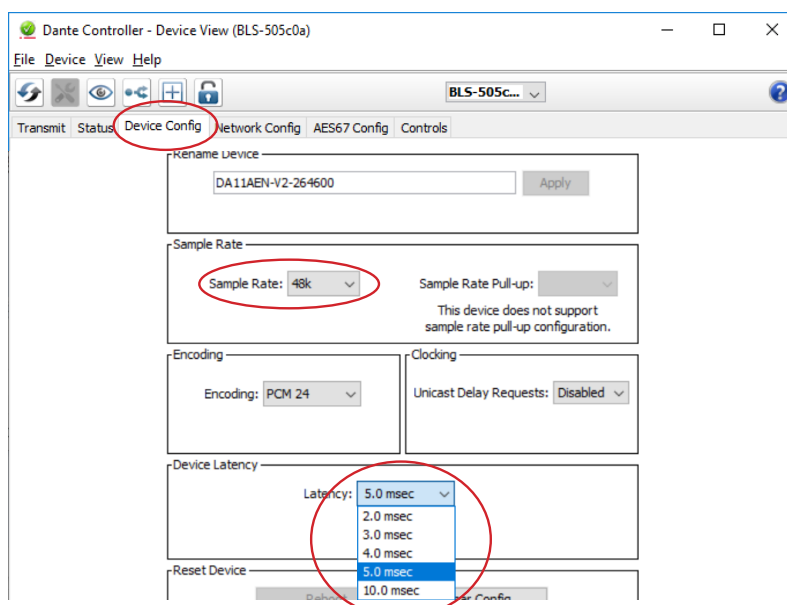 Dante Controller - Device View (BLS-505c0a)
File Device View Help
BLS-505c...
Transmit Status Device Config Network Config AES67 Config Controls
Rename Device
DA11AEN-V2-264600 Apply
Sample Rate
Sample Rate: 48k Sample Rate Pull-up:
This device does not support
sample rate pull-up configuration.
Encoding Clocking
Encoding: PCM 24 Unicast Delay Requests: Disabled
Device Latency
Latency: 5.0 msec
2.0 msec
3.0 msec
4.0 msec
5.0 msec
Reset Device
10.0 msec
Reboot Config